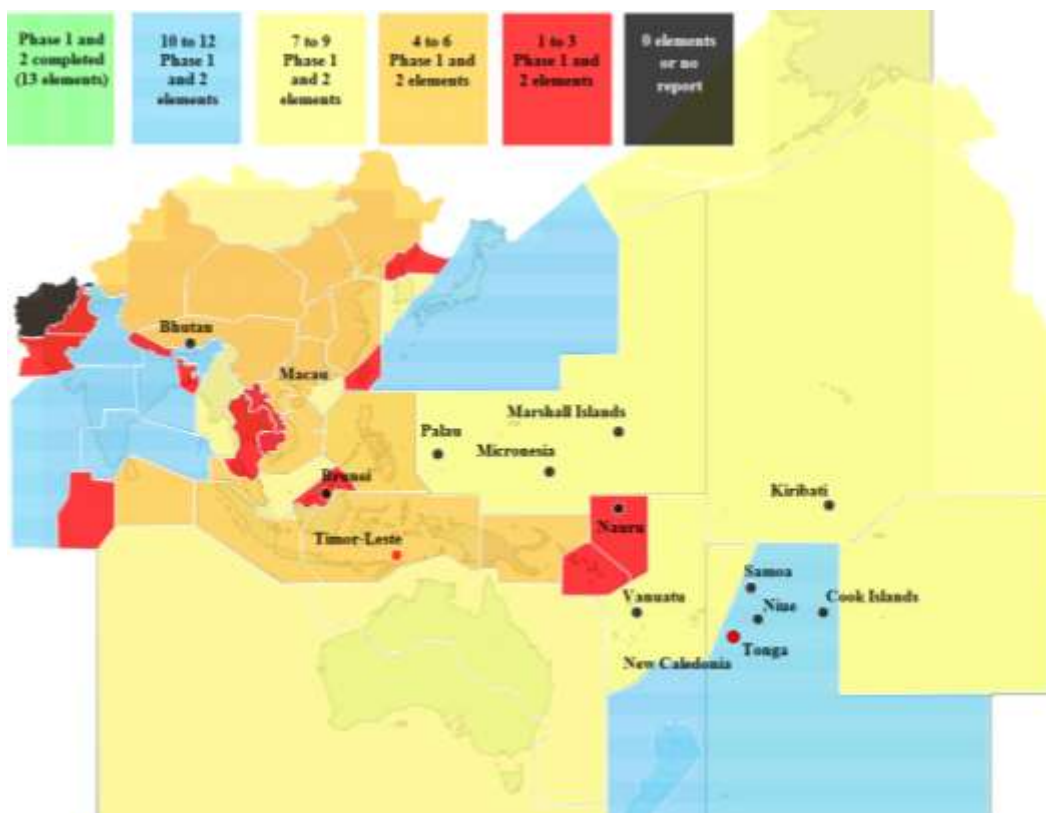 Phase 1 and
2 completed
(13 elements)
10 to 12
Phase 1
and 2
elements
7 to 9
Phase 1
and 2
elements
4 to 6
Phase 1 and
2 elements
1 to 3
Phase 1 and
2 elements
0 elements
or no
report
Bhutan
Macau
Marshall Islands
Palau
Micronesia
Brunei
Kiribati
Nauru
Timor-Leste
Samoa
Vanuatu
Niue
Cook Islands
Tonga
New Caledonia